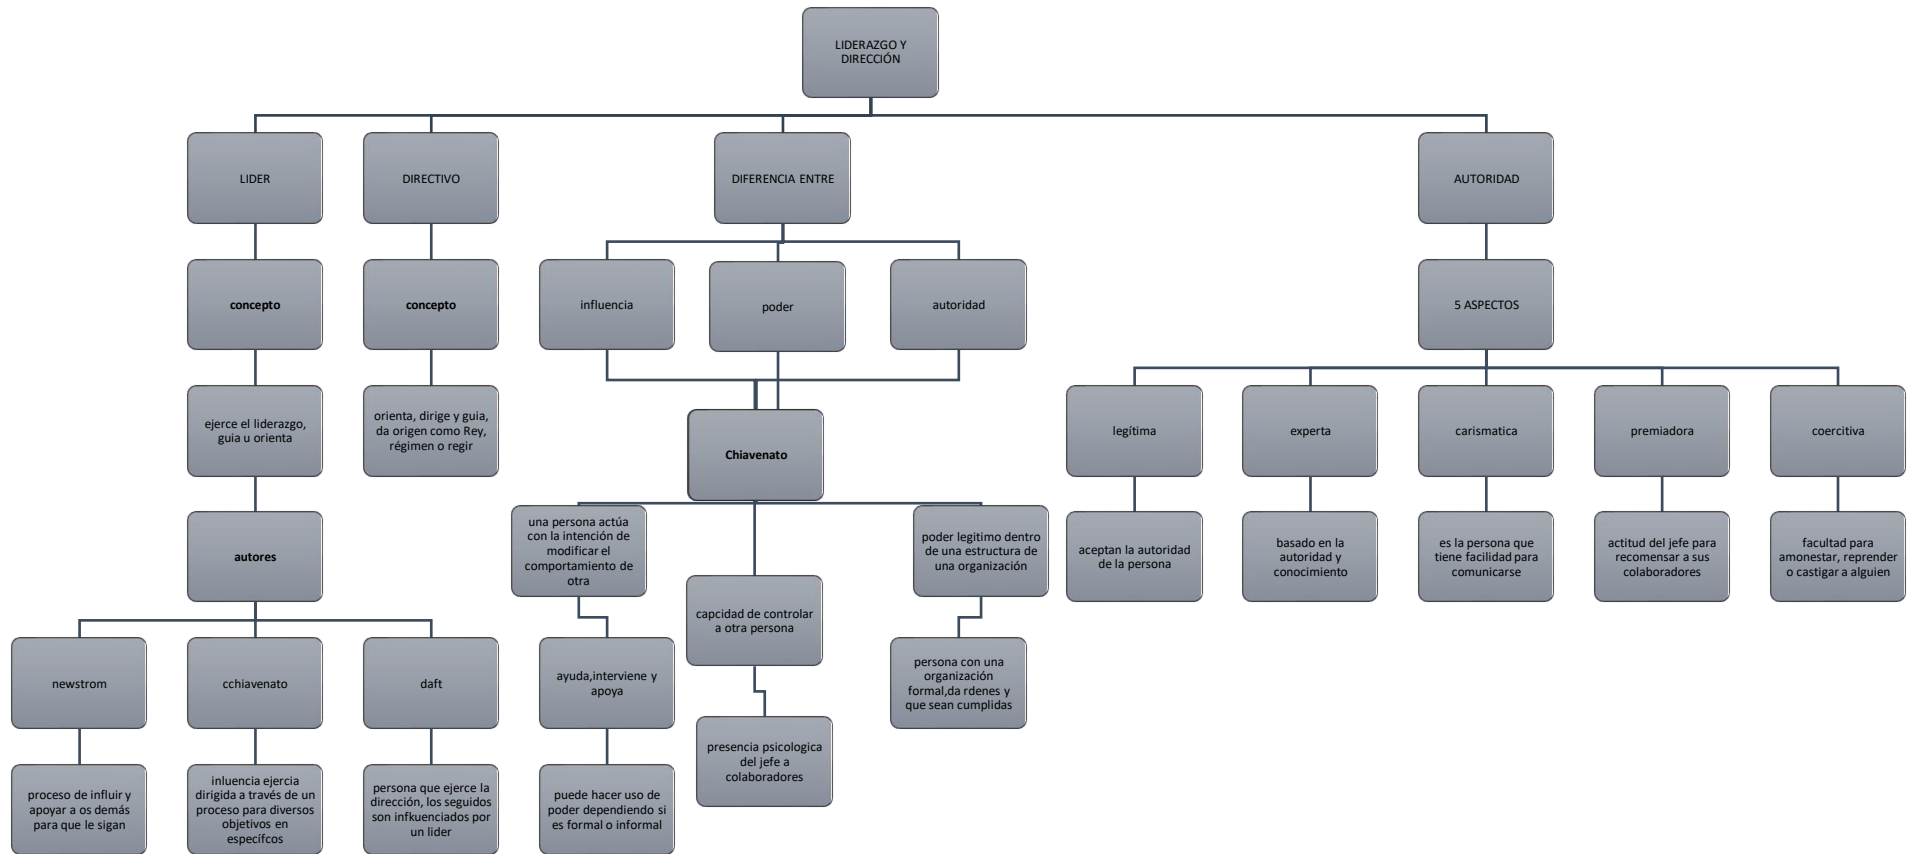 LIDERAZGO Y
DIRECCIÓN
LIDER
DIRECTIVO
DIFERENCIA ENTRE
AUTORIDAD
concepto
concepto
influencia
poder
autoridad
5 ASPECTOS
ejerce el liderazgo,
guia u orienta
orienta, dirige y guia,
da origen como Rey,
régimen o regir
Chiavenato
legítima
experta
carismatica
premiadora
coercitiva
autores
una persona actúa
con la intención de
modificar el
comportamiento de
otra
capcidad de controlar
a otra persona
poder legitimo dentro
de una estructura de
una organización
aceptan la autoridad
de la persona
basado en la
autoridad y
conocimiento
es la persona que
tiene facilidad para
comunicarse
actitud del jefe para
recomensar a sus
colaboradores
facultad para
amonestar, reprender
o castigar a alguien
newstrom
cchiavenato
daft
ayuda,interviene y
apoya
presencia psicologica
del jefe a
colaboradores
persona con una
organización
formal,da rdenes y
que sean cumplidas
proceso de influir y
apoyar a os demás
para que le sigan
inluencia ejercia
dirigida a través de un
proceso para diversos
objetivos en
específcos
persona que ejerce la
dirección, los seguidos
son infkuenciados por
un lider
puede hacer uso de
poder dependiendo si
es formal o informal